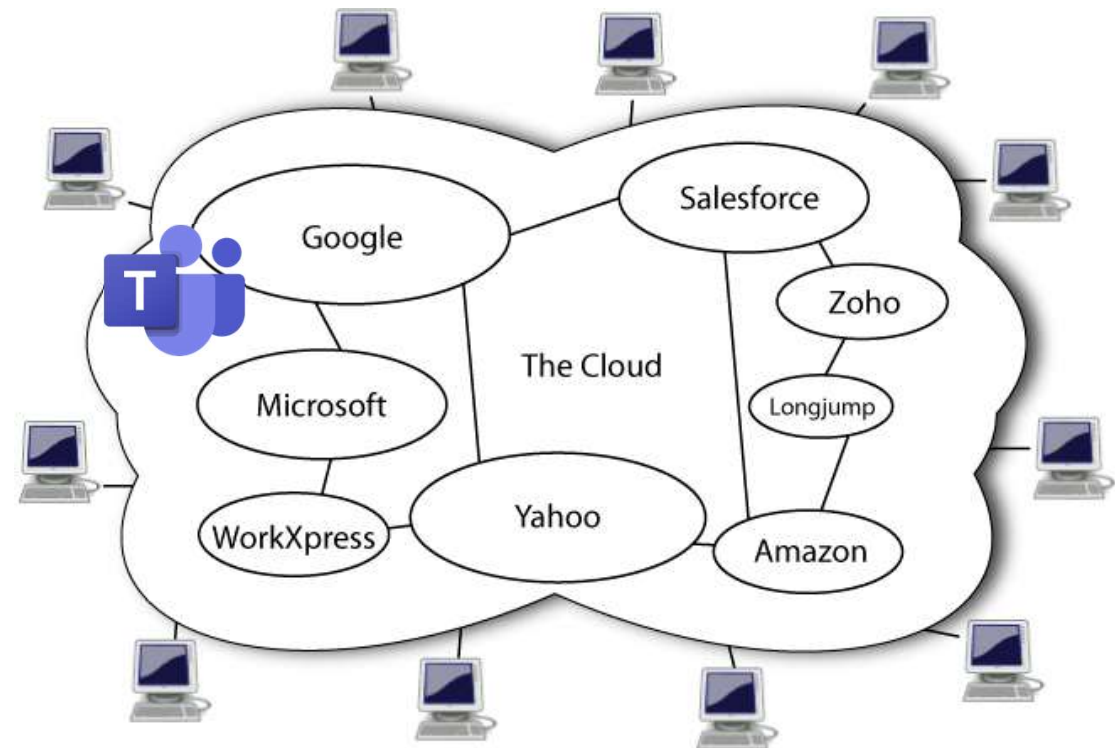 Salesforce
Google
T
Zoho
The Cloud
Microsoft
Longjump
Yahoo
WorkXpress
Amazon